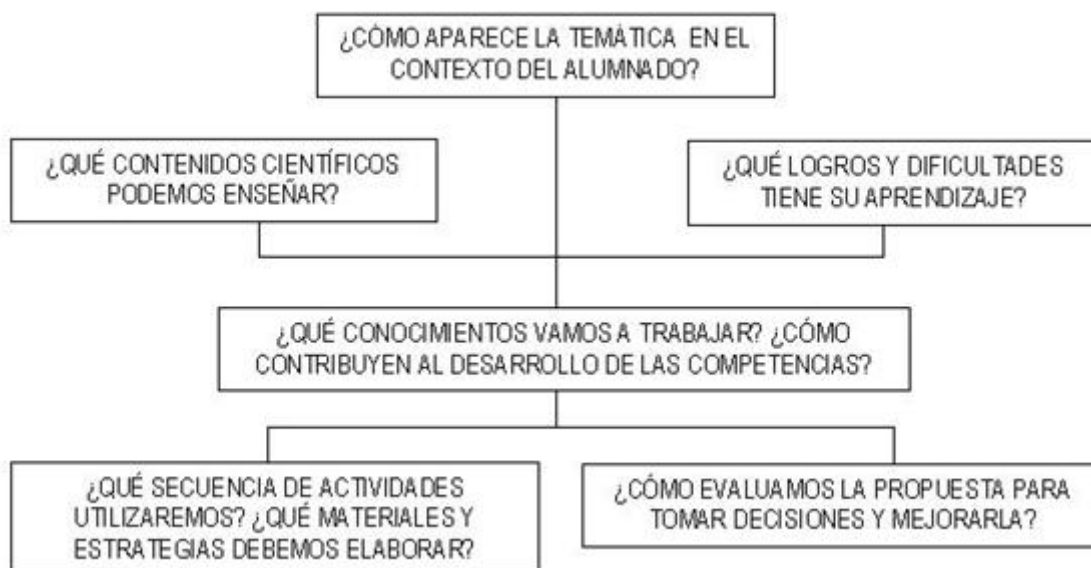 ¿CÓMO APARECE LA TEMÁTICA EN EL
CONTEXTO DEL ALUMNADO?
¿QUÉ CONTENIDOS CIENTÍFICOS
PODEMOS ENSEÑAR?
¿QUÉ LOGROS Y DIFICULTADES
TIENE SU APRENDIZAJE?
¿QUÉ CONOCIMIENTOS VAMOS A TRABAJAR? ¿CÓMO
CONTRIBUYEN AL DESARROLLO DE LAS COMPETENCIAS?
¿QUÉ SECUENCIA DE ACTIVIDADES
UTILIZAREMOS? ¿QUÉ MATERIALES Y
ESTRATEGIAS DEBEMOS ELABORAR?
¿CÓMO EVALUAMOS LA PROPUESTA PARA
TOMAR DECISIONES Y MEJORARLA?